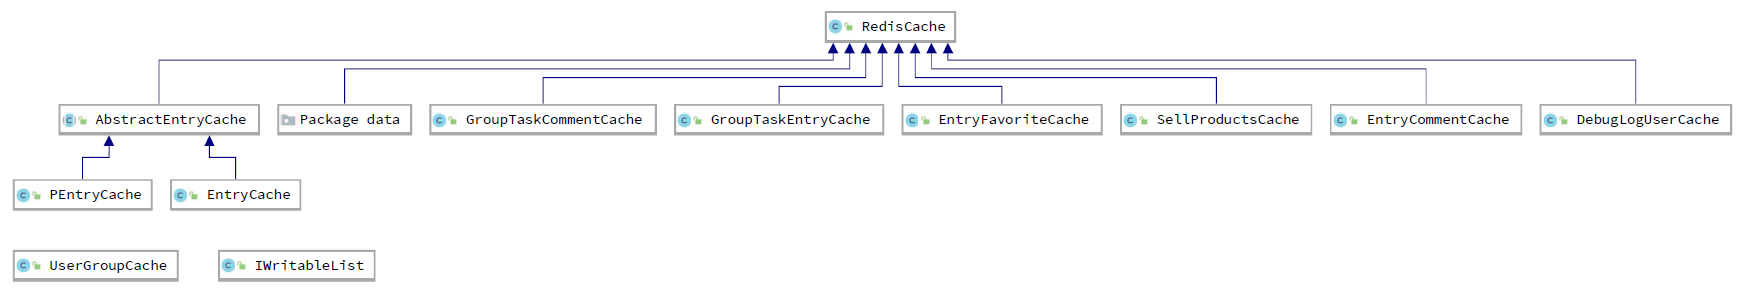 RedisCache
AbstractEntryCache
Package data
GroupTaskCommentCache
GroupTaskEntryCache
EntryFavoriteCache
SellProductsCache
EntryCommentCache
DebugLogUserCache
PEntryCache
EntryCache
UserGroupCache
IWritableList